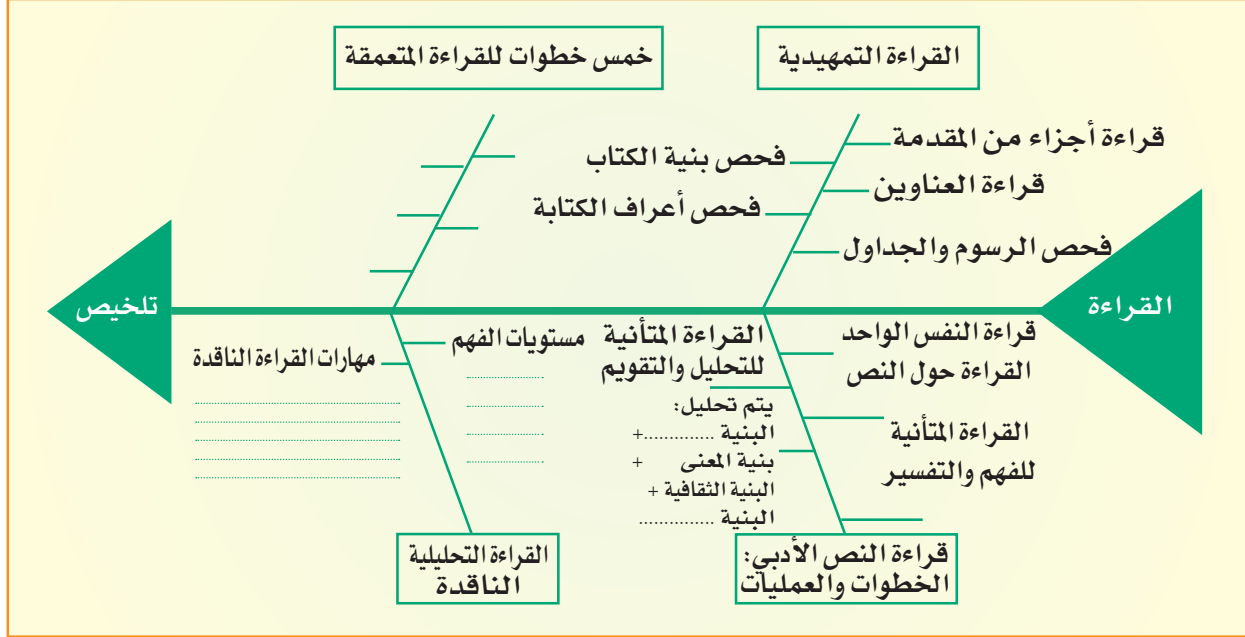 القراءة التمهيدية
خمس خطوات للقراءة المتعمقة
قراءة أجزاء من المقدمة
فحص بنية الكتاب
قراءة العناوين
فحص أعراف الكتابة
فحص الرسوم والجداول
القراءة
تلخيص
قراءة النفس الواحد
القراءة حول النص
القراءة المتأنية
للفهم والتفسير
القراءة المتأنية
للتحليل والتقويم
يتم تحليل:
البنية ..............+
بنية المعنى +
البنية الثقافية +
البنية ...............
مستويات الفهم
مهارات القراءة الناقدة
قراءة النص الأدبي:
الخطوات والعمليات
القراءة التحليلية
الناقدة